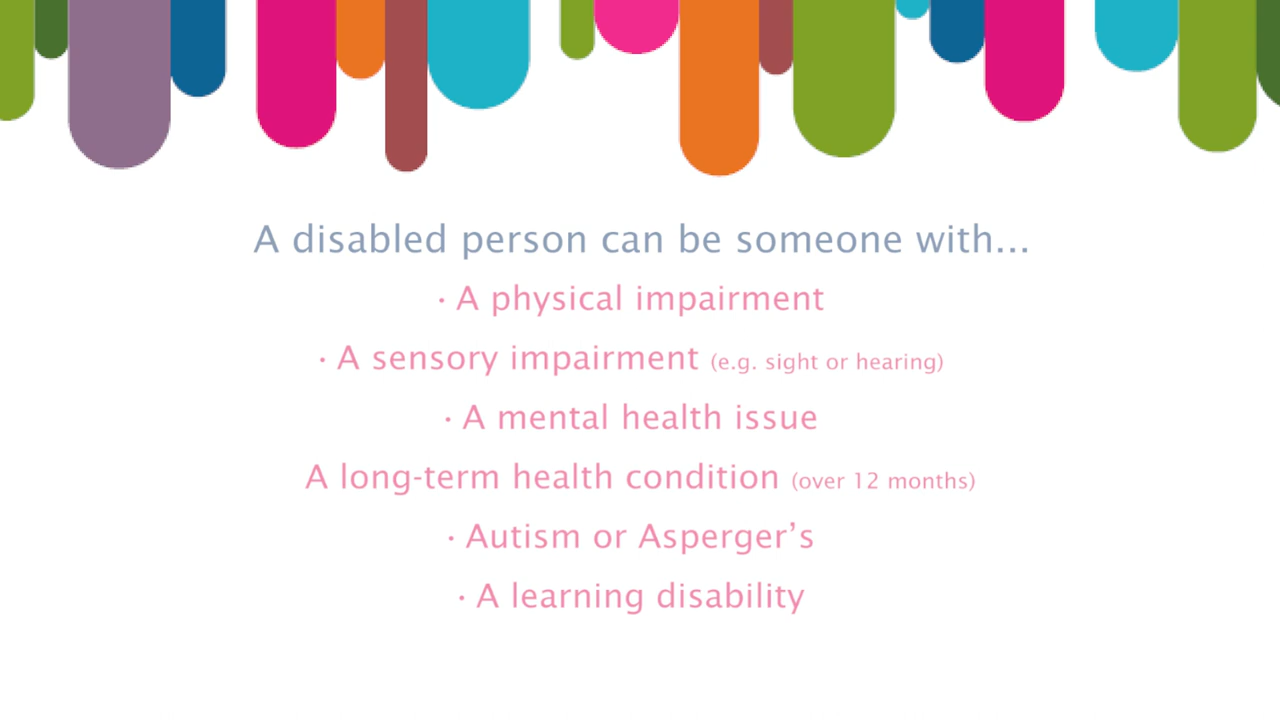 A disabled person can be someone with...
· A physical impairment
· A sensory impairment (e.g. sight or hearing)
· A mental health issue
A long-term health condition (over 12 months)
· Autism or Asperger’s
· A learning disability